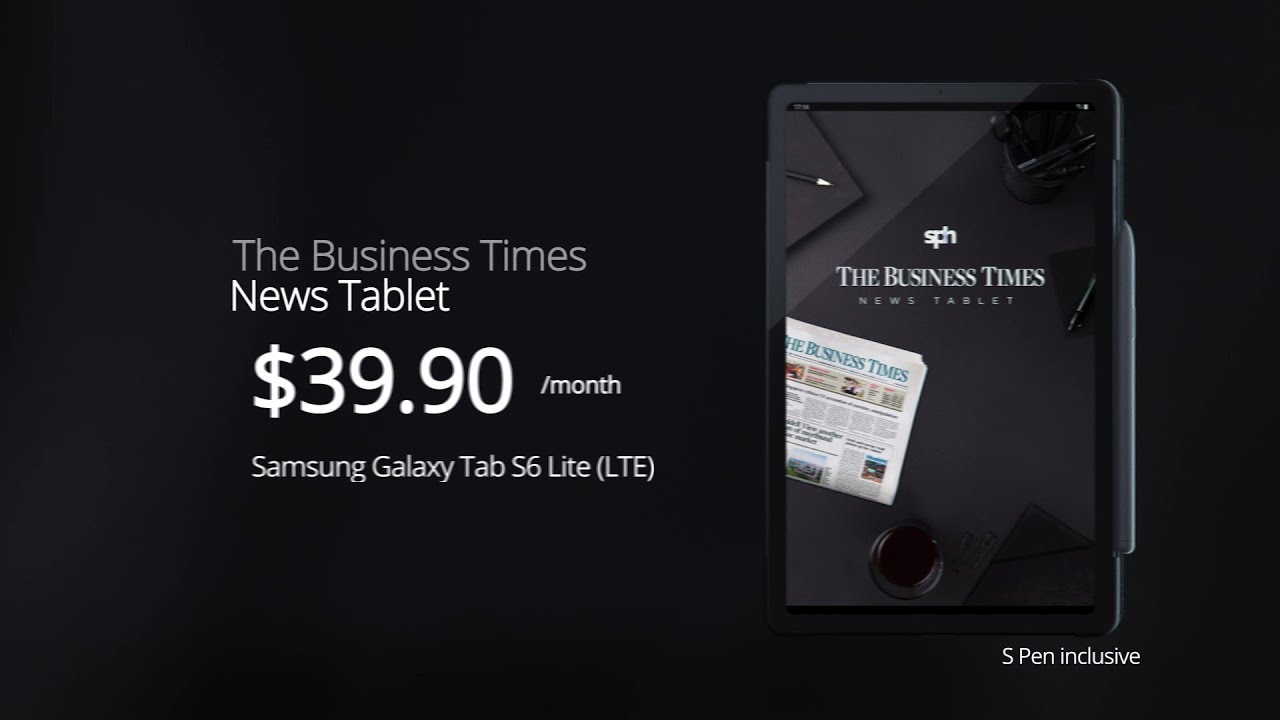 The Business Times
News Tablet
$39.90 /month
Samsung Galaxy Tab S6 Lite (LTE)
sph
THE BUSINESS TIMES
NEWS TABLET
THE BUSINESS TIMES
S Pen inclusive